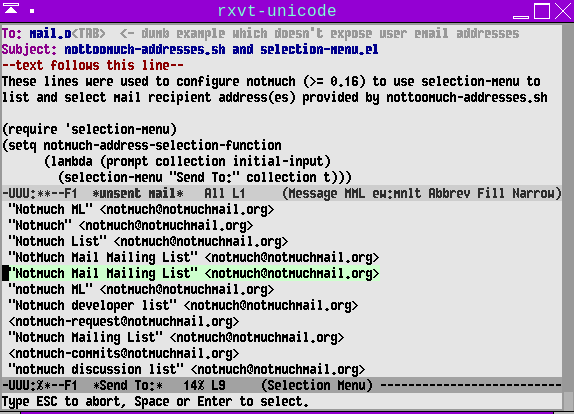 rxvt-unicode
To: mail.o<TAB>  <- dumb example which doesn't expose user email addresses
Subject: nottoomuch-addresses.sh and selection-menu.el
--text follows this line--
These lines were used to configure notmuch (>= 0.16) to use selection-menu to
list and select mail recipient address(es) provided by nottoomuch-addresses.sh
(require 'selection-menu)
(setq notmuch-address-selection-function
      (lambda (prompt collection initial-input)
        (selection-menu "Send To:" collection t)))
-UUU:**--F1  *unsent mail*   All L1     (Message MML ew:mnlt Abbrev Fill Narrow)
"Notmuch ML" <notmuch@notmuchmail.org>
"Notmuch" <notmuch@notmuchmail.org>
"Notmuch List" <notmuch@notmuchmail.org>
"Notmuch Mail Mailing List" <notmuch@notmuchmail.org>
"Notmuch Mail Mailing List" <notmuch@notmuchmail.org>
"notmuch ML" <notmuch@notmuchmail.org>
"Notmuch developer list" <notmuch@notmuchmail.org>
<notmuch-request@notmuchmail.org>
"Notmuch Mailing List" <notmuch@notmuchmail.org>
<notmuch-commits@notmuchmail.org>
"notmuch discussion list" <notmuch@notmuchmail.org>
-UUU:%*--F1  *Send To:*   14% L9     (Selection Menu) ----------------------
Type ESC to abort, Space or Enter to select.